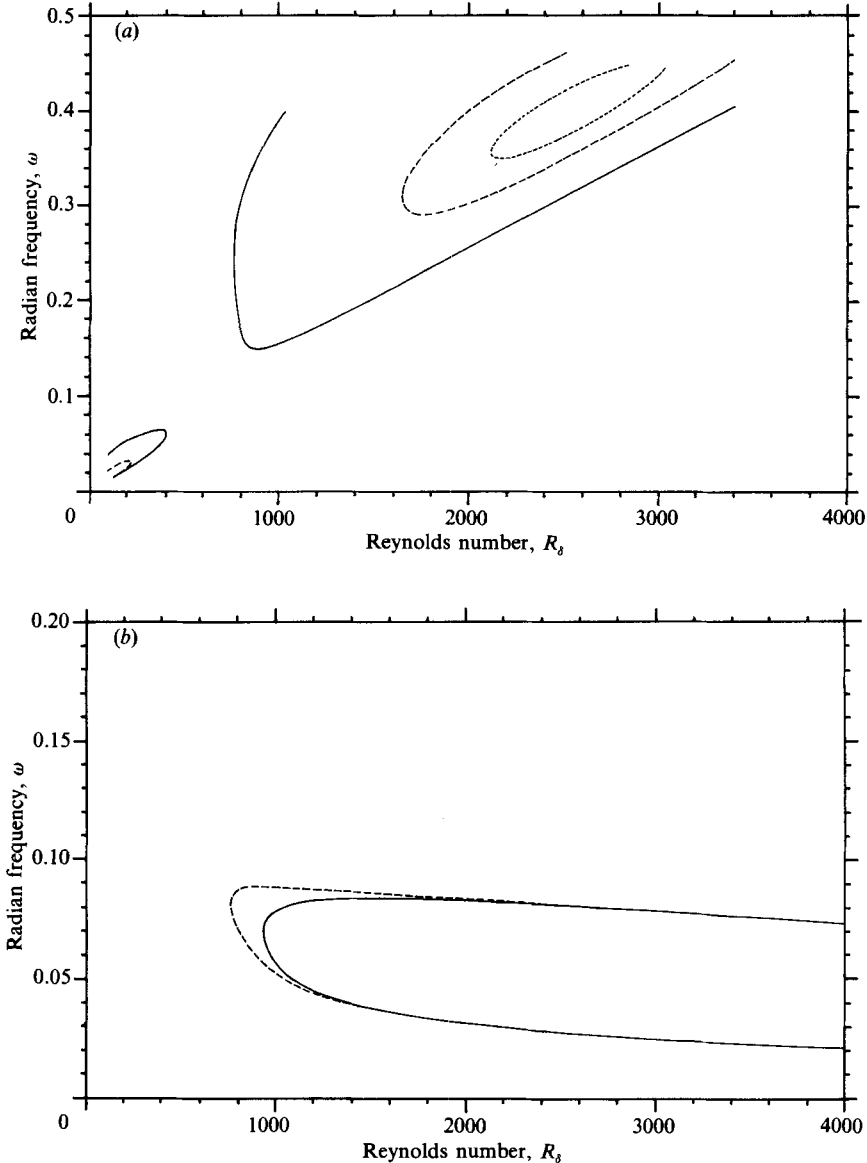 (a)
0.5
0.4
0.3
0.2
0.1
Radian frequency, ω
0 1000 2000 3000 4000
Reynolds number, R_δ
(b)
0.20
0.15
0.10
0.05
Radian frequency, ω
0 1000 2000 3000 4000
Reynolds number, R_δ